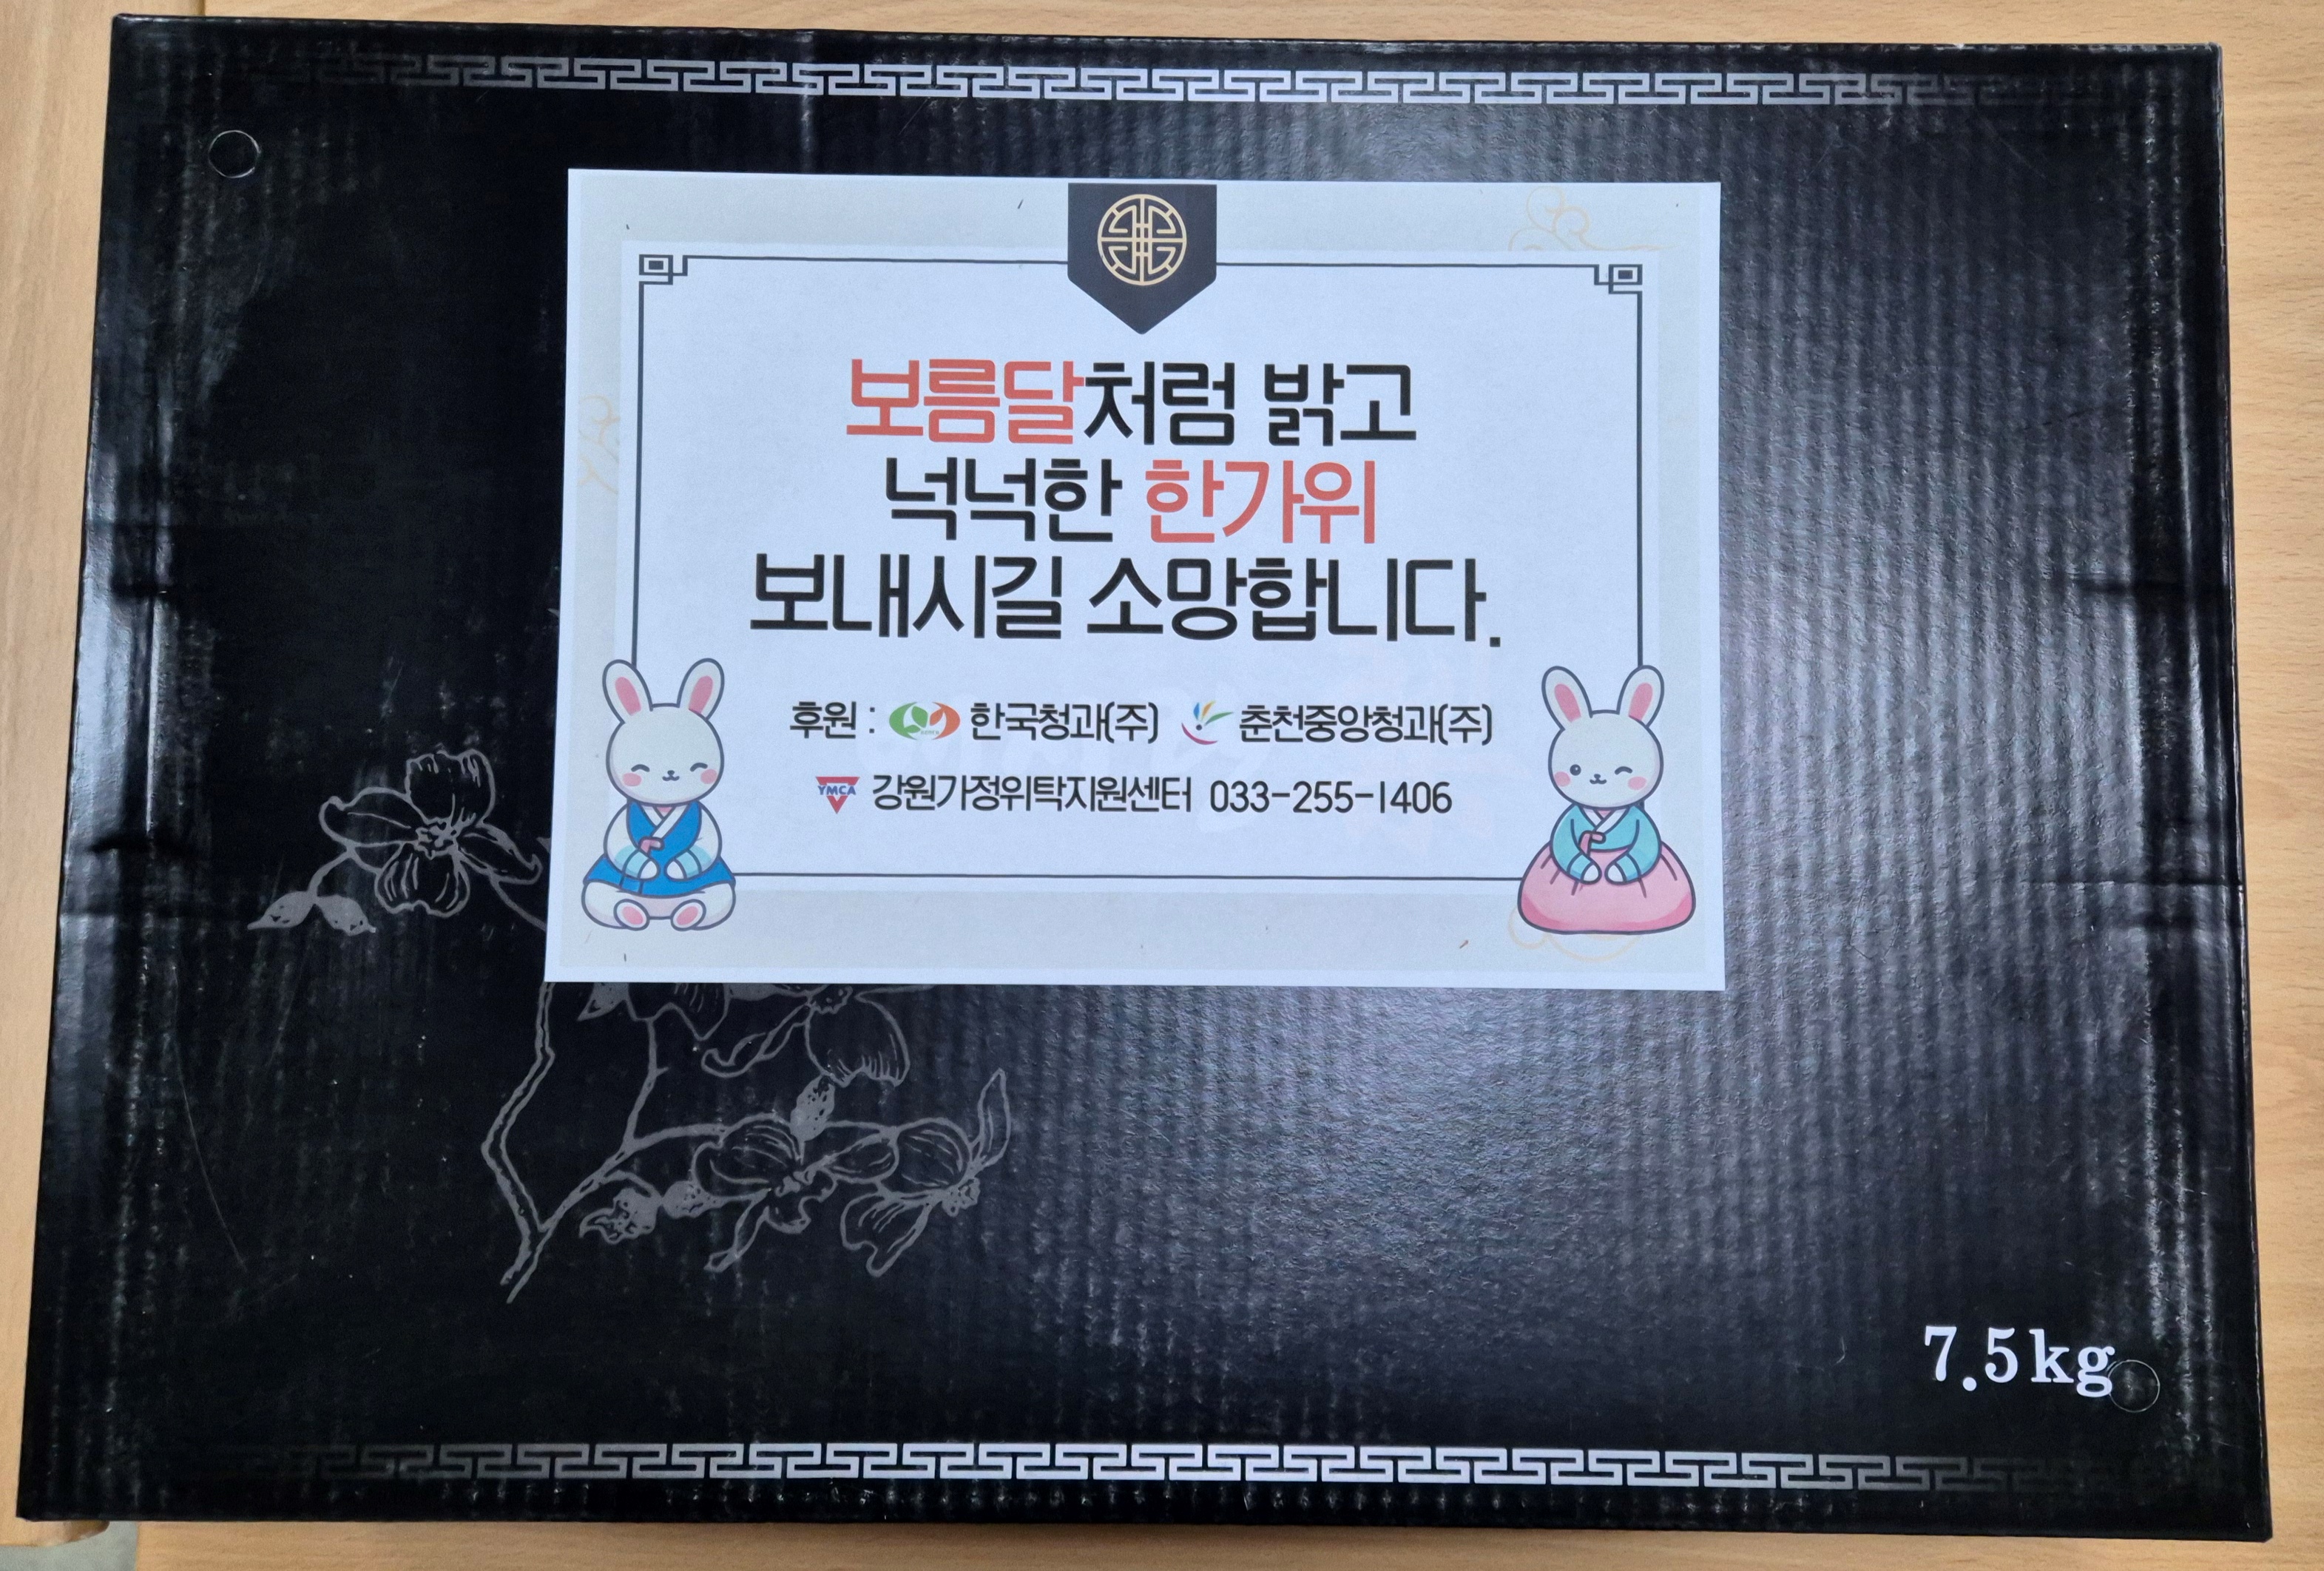 보름달처럼 밝고
넉넉한 한가위
보내시길 소망합니다.
후원 : 한국청과(주) 춘천중앙청과(주)
YMCA 강원가정위탁지원센터 033-255-1406
7.5kg